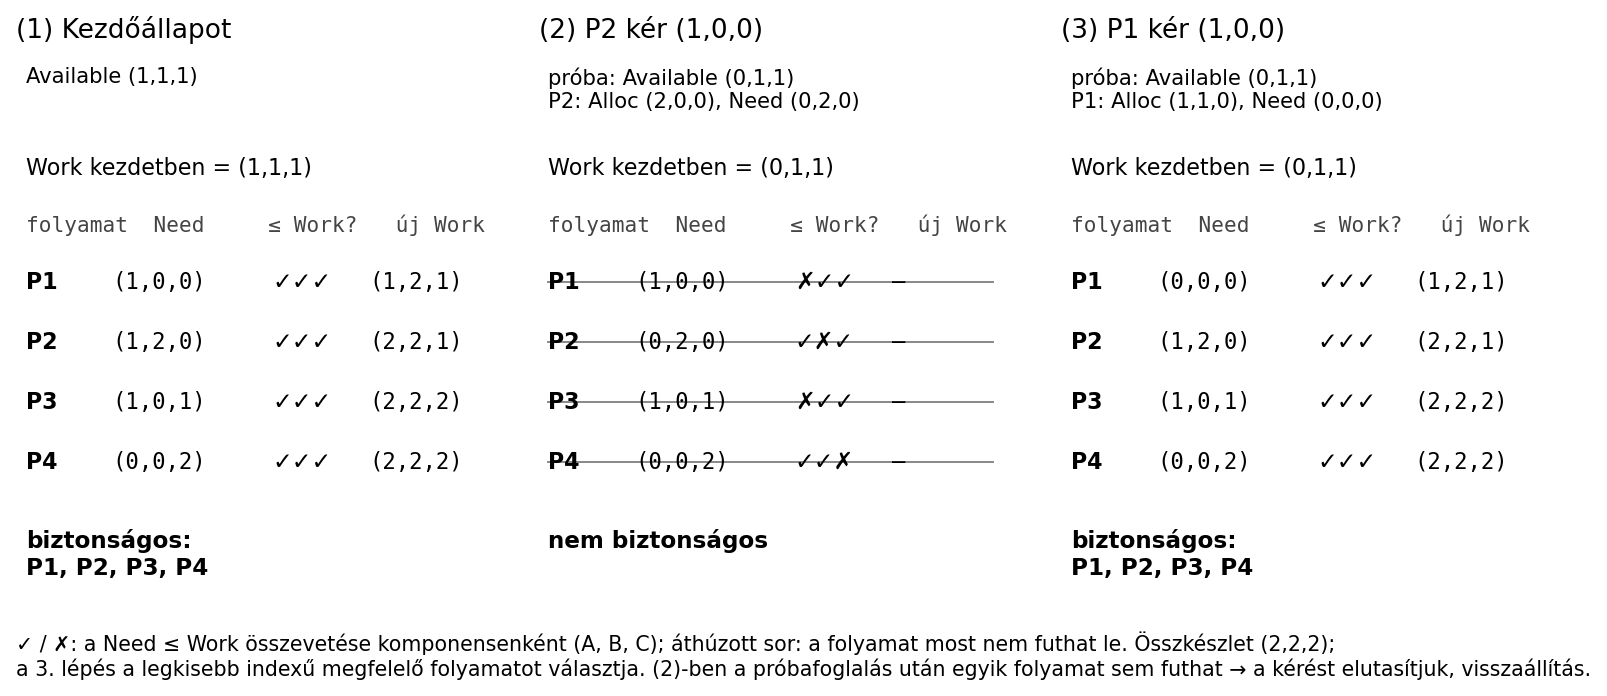 (1) Kezdőállapot
Available (1,1,1)
Work kezdetben = (1,1,1)
folyamat Need ≤ Work? új Work
P1 (1,0,0) ✓✓✓ (1,2,1)
P2 (1,2,0) ✓✓✓ (2,2,1)
P3 (1,0,1) ✓✓✓ (2,2,2)
P4 (0,0,2) ✓✓✓ (2,2,2)
biztonságos:
P1, P2, P3, P4
(2) P2 kér (1,0,0)
próba: Available (0,1,1)
P2: Alloc (2,0,0), Need (0,2,0)
Work kezdetben = (0,1,1)
folyamat Need ≤ Work? új Work
P1 (1,0,0) ✗✓✓ –
P2 (0,2,0) ✓✗✓ –
P3 (1,0,1) ✗✓✓ –
P4 (0,0,2) ✓✓✗ –
nem biztonságos
(3) P1 kér (1,0,0)
próba: Available (0,1,1)
P1: Alloc (1,1,0), Need (0,0,0)
Work kezdetben = (0,1,1)
folyamat Need ≤ Work? új Work
P1 (0,0,0) ✓✓✓ (1,2,1)
P2 (1,2,0) ✓✓✓ (2,2,1)
P3 (1,0,1) ✓✓✓ (2,2,2)
P4 (0,0,2) ✓✓✓ (2,2,2)
biztonságos:
P1, P2, P3, P4
✓ / ✗: a Need ≤ Work összevetése komponensenként (A, B, C); áthúzott sor: a folyamat most nem futhat le. Összkészlet (2,2,2);
a 3. lépés a legkisebb indexű megfelelő folyamatot választja. (2)-ben a próbafoglalás után egyik folyamat sem futhat → a kérést elutasítjuk, visszaállítás.